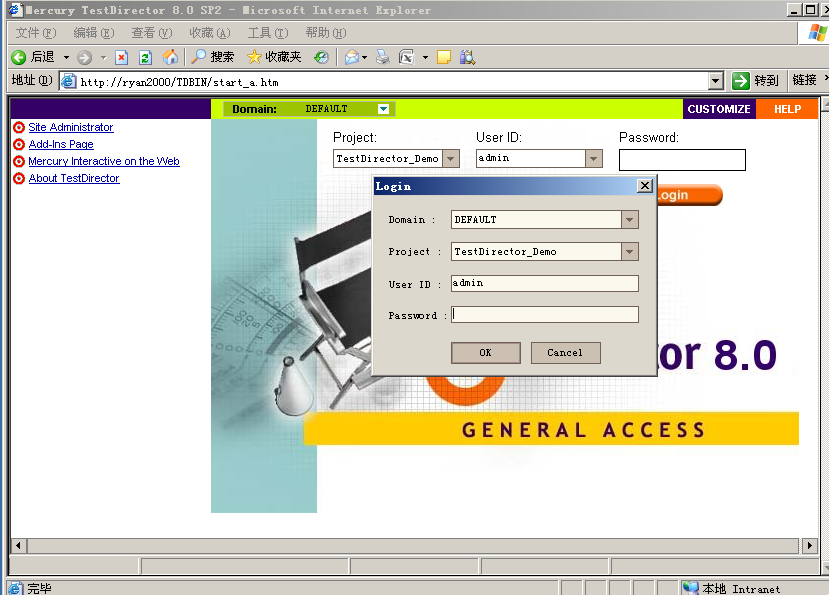 Mercury TestDirector 8.0 SP2 - Microsoft Internet Explorer
文件(F) 编辑(E) 查看(V) 收藏(A) 工具(T) 帮助(H)
后退 搜索 收藏夹
地址(D) http://ryan2000/TDBIN/start_a.htm 转到 链接 »
Domain: DEFAULT CUSTOMIZE HELP
Site Administrator
Add-Ins Page
Mercury Interactive on the Web
About TestDirector
Project: User ID: Password:
TestDirector_Demo admin
Login
Login
Domain : DEFAULT
Project : TestDirector_Demo
User ID : admin
Password :
OK Cancel
or 8.0
GENERAL ACCESS
完毕 本地 Intranet